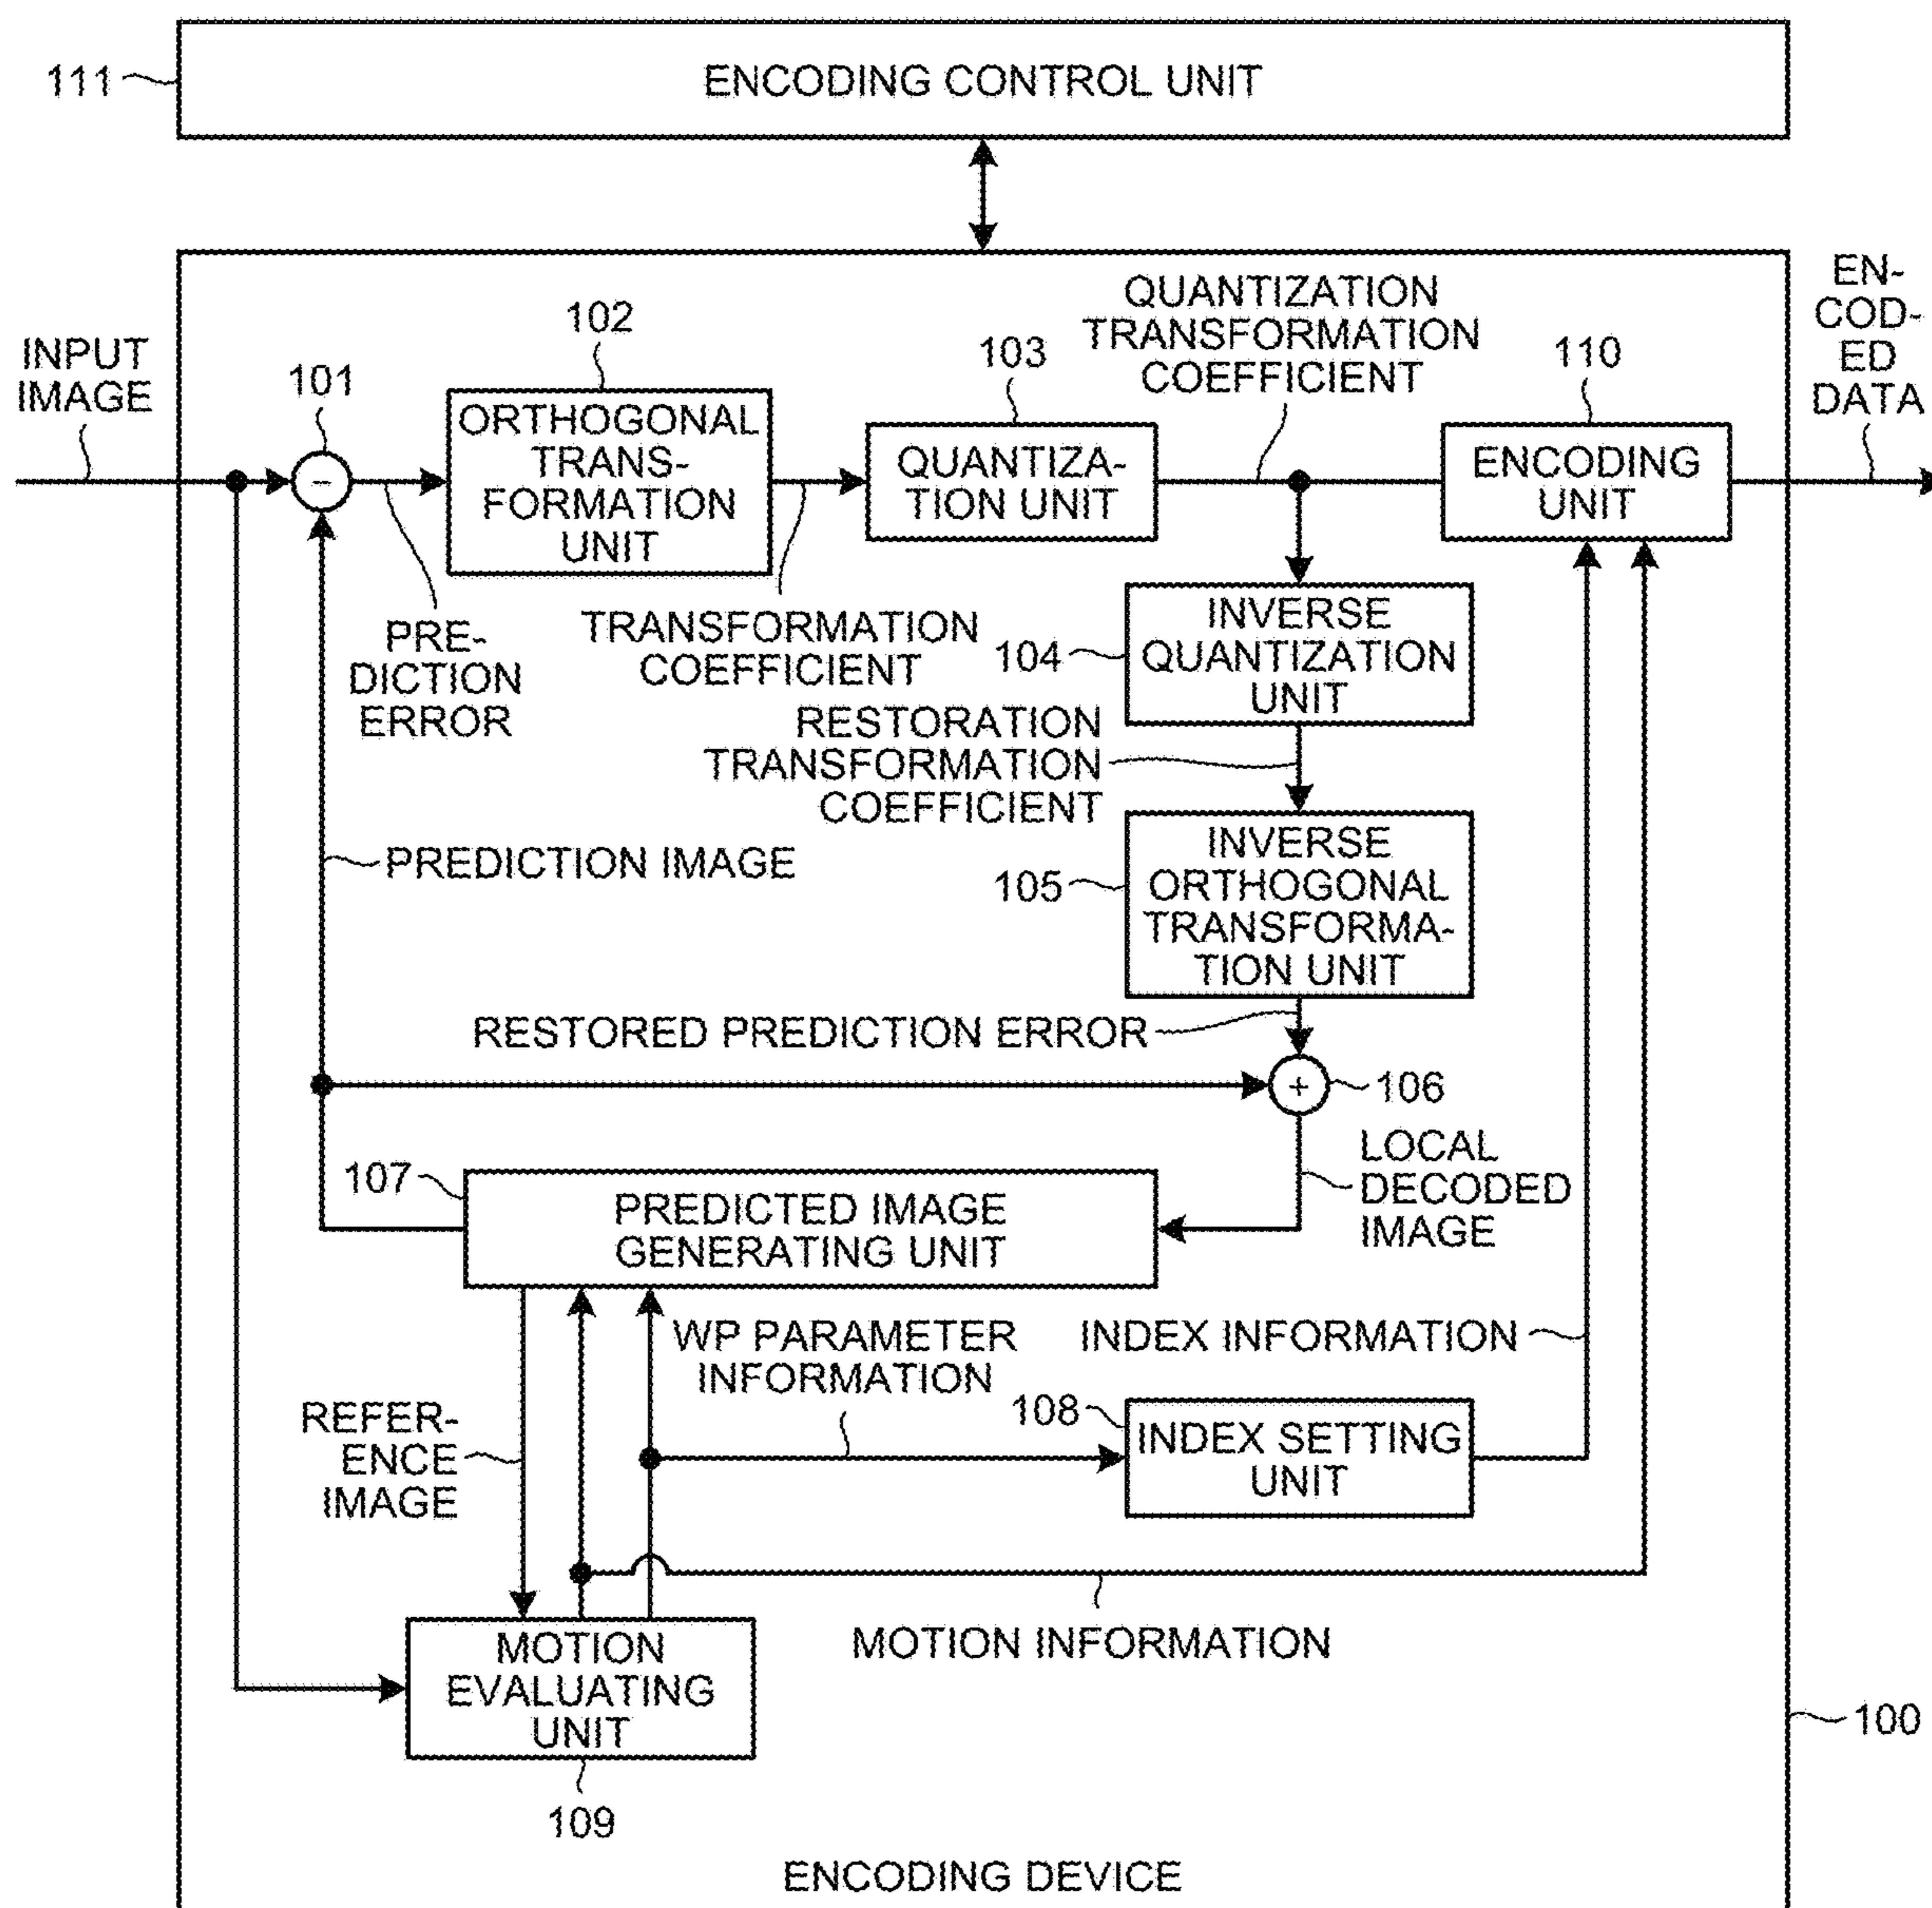 111
ENCODING CONTROL UNIT
INPUT
IMAGE
101
102
ORTHOGONAL
TRANS-
FORMATION
UNIT
103
QUANTIZA-
TION UNIT
QUANTIZATION
TRANSFORMATION
COEFFICIENT
110
ENCODING
UNIT
EN-
COD-
ED
DATA
−
PRE-
DICTION
ERROR
TRANSFORMATION
COEFFICIENT
104
INVERSE
QUANTIZATION
UNIT
RESTORATION
TRANSFORMATION
COEFFICIENT
PREDICTION IMAGE
105
INVERSE
ORTHOGONAL
TRANSFORMA-
TION UNIT
RESTORED PREDICTION ERROR
+
106
LOCAL
DECODED
IMAGE
107
PREDICTED IMAGE
GENERATING UNIT
WP PARAMETER
INFORMATION
INDEX INFORMATION
REFER-
ENCE
IMAGE
108
INDEX SETTING
UNIT
MOTION INFORMATION
MOTION
EVALUATING
UNIT
109
100
ENCODING DEVICE